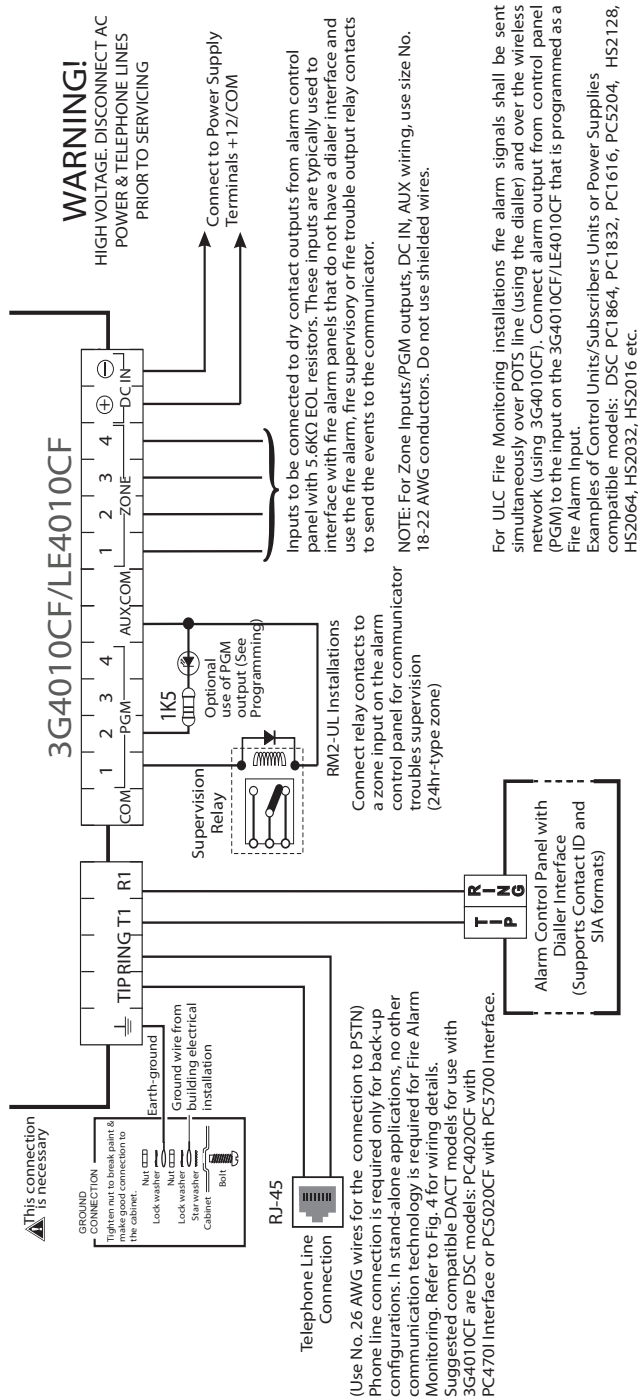 ⚠This connection
is necessary
GROUND
CONNECTION
Tighten nut to break paint &
make good connection to
the cabinet.
Nut
Lock washer
Nut
Lock washer
Star washer
Cabinet
Bolt
Earth-ground
Ground wire from
building electrical
installation
3G4010CF/LE4010CF
TIP RING T1 R1
COM 1 2 3 4 AUX COM
PGM
1 2 3 4
ZONE
+ -
DC IN
WARNING!
HIGH VOLTAGE. DISCONNECT AC
POWER & TELEPHONE LINES
PRIOR TO SERVICING
Connect to Power Supply
Terminals +12/COM
1K5
Optional
use of PGM
output (See
Programming)
Supervision
Relay
RM2-UL Installations
Connect relay contacts to
a zone input on the alarm
control panel for communicator
troubles supervision
(24hr-type zone)
Inputs to be connected to dry contact outputs from alarm control
panel with 5.6KΩ EOL resistors. These inputs are typically used to
interface with fire alarm panels that do not have a dialer interface and
use the fire alarm, fire supervisory or fire trouble output relay contacts
to send the events to the communicator.
NOTE: For Zone Inputs/PGM outputs, DC IN, AUX wiring, use size No.
18-22 AWG conductors. Do not use shielded wires.
RJ-45
Telephone Line
Connection
(Use No. 26 AWG wires for the connection to PSTN)
Phone line connection is required only for back-up
configurations. In stand-alone applications, no other
communication technology is required for Fire Alarm
Monitoring. Refer to Fig. 4 for wiring details.
Suggested compatible DACT models for use with
3G4010CF are DSC models: PC4020CF with
PC470I Interface or PC5020CF with PC5700 Interface.
TIP
RING
Alarm Control Panel with
Dialler Interface
(Supports Contact ID and
SIA formats)
For ULC Fire Monitoring installations fire alarm signals shall be sent
simultaneously over POTS line (using the dialler) and over the wireless
network (using 3G4010CF). Connect alarm output from control panel
(PGM) to the input on the 3G4010CF/LE4010CF that is programmed as a
Fire Alarm Input.
Examples of Control Units/Subscribers Units or Power Supplies
compatible models: DSC PC1864, PC1832, PC1616, PC5204, HS2128,
HS2064, HS2032, HS2016 etc.